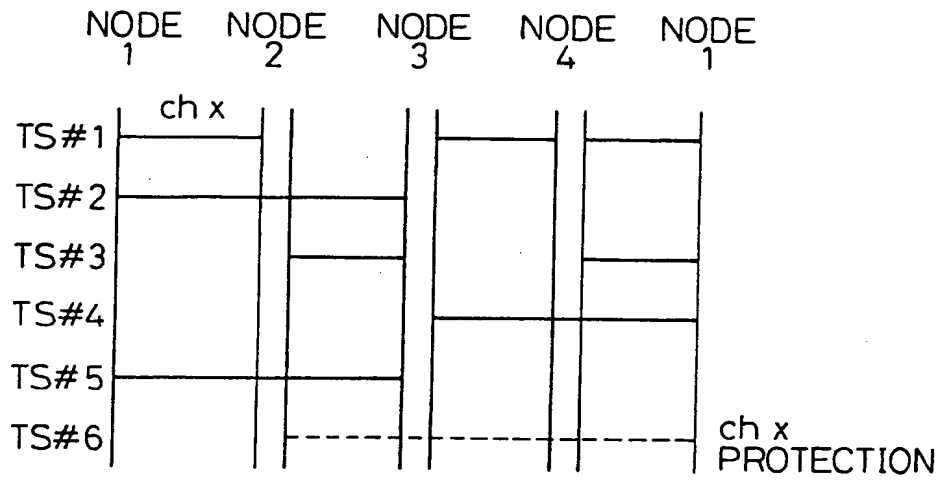 NODE NODE NODE NODE NODE
1 2 3 4 1
ch x
TS#1
TS#2
TS#3
TS#4
TS#5
TS#6
ch x
PROTECTION